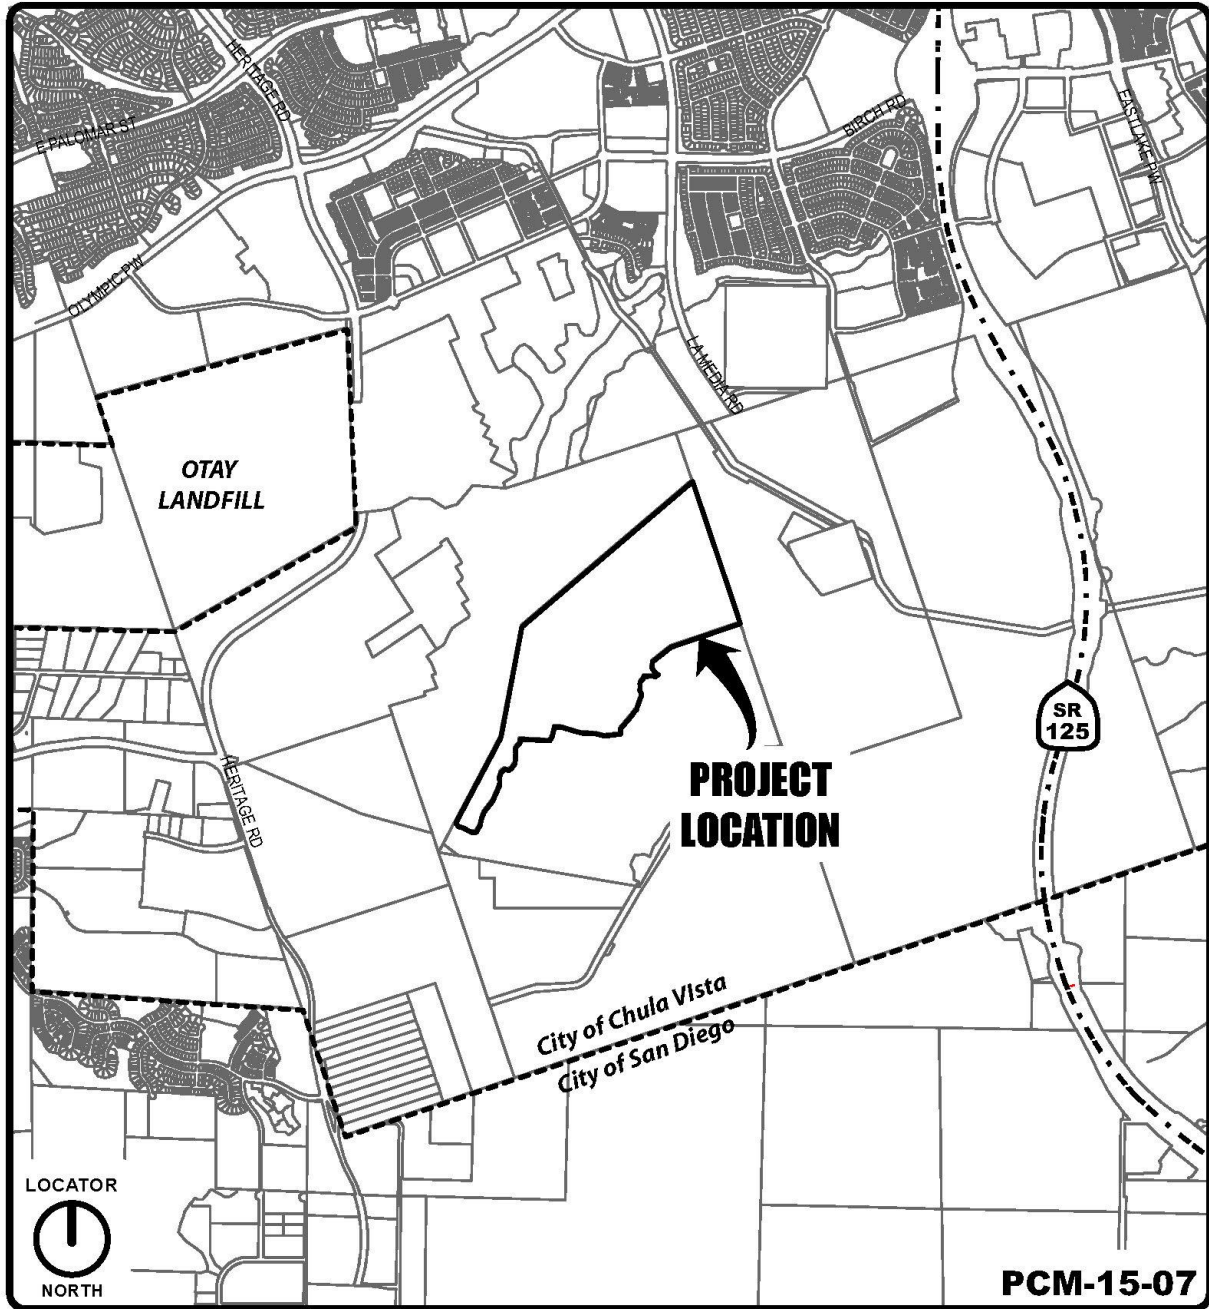 HERITAGE RD
E PALOMAR ST
BIRCH RD
EASTLAKE PW
OLYMPIC PW
LA MEDIA RD
OTAY
LANDFILL
SR
125
PROJECT
LOCATION
HERITAGE RD
City of Chula Vista
City of San Diego
LOCATOR
NORTH
PCM-15-07